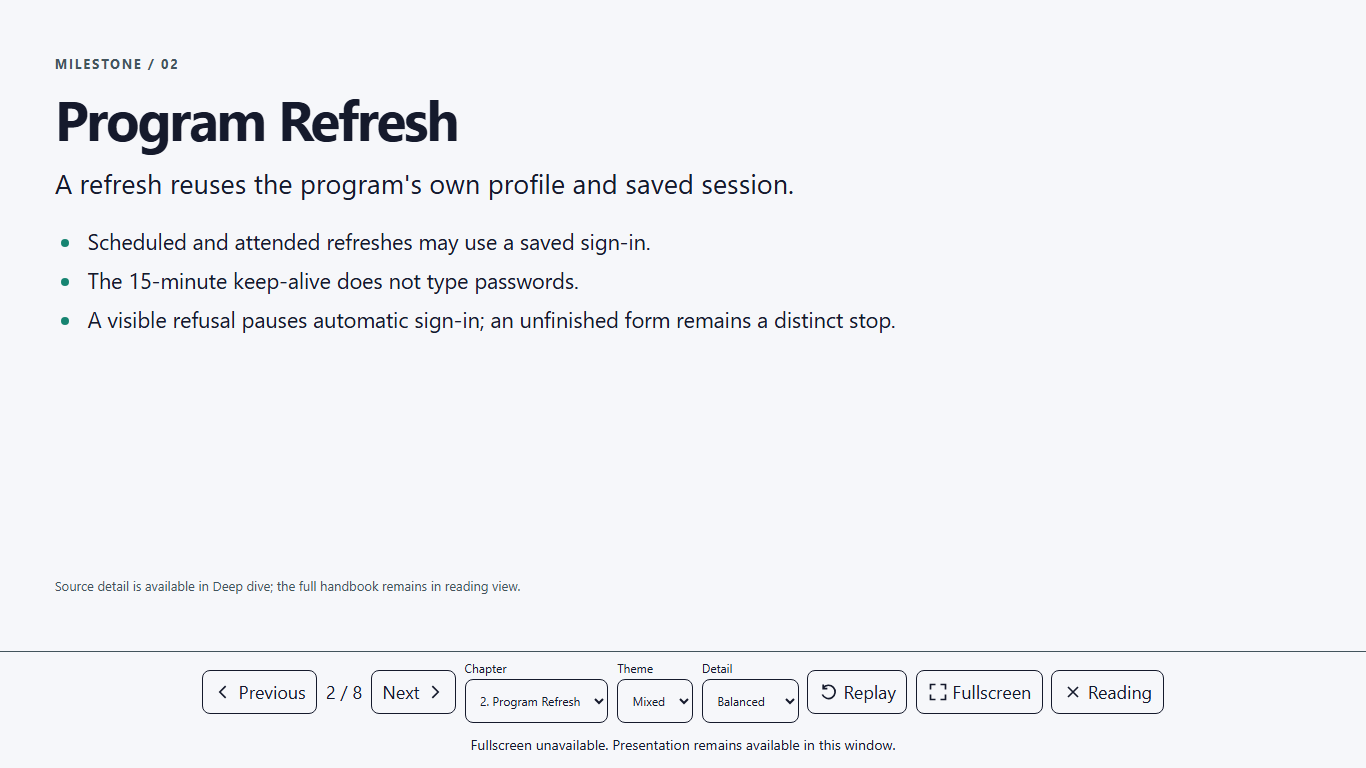 MILESTONE / 02
Program Refresh
A refresh reuses the program's own profile and saved session.
Scheduled and attended refreshes may use a saved sign-in.
The 15-minute keep-alive does not type passwords.
A visible refusal pauses automatic sign-in; an unfinished form remains a distinct stop.
Source detail is available in Deep dive; the full handbook remains in reading view.
Chapter Theme Detail
Previous 2 / 8 Next 2. Program Refresh Mixed Balanced Replay Fullscreen Reading
Fullscreen unavailable. Presentation remains available in this window.